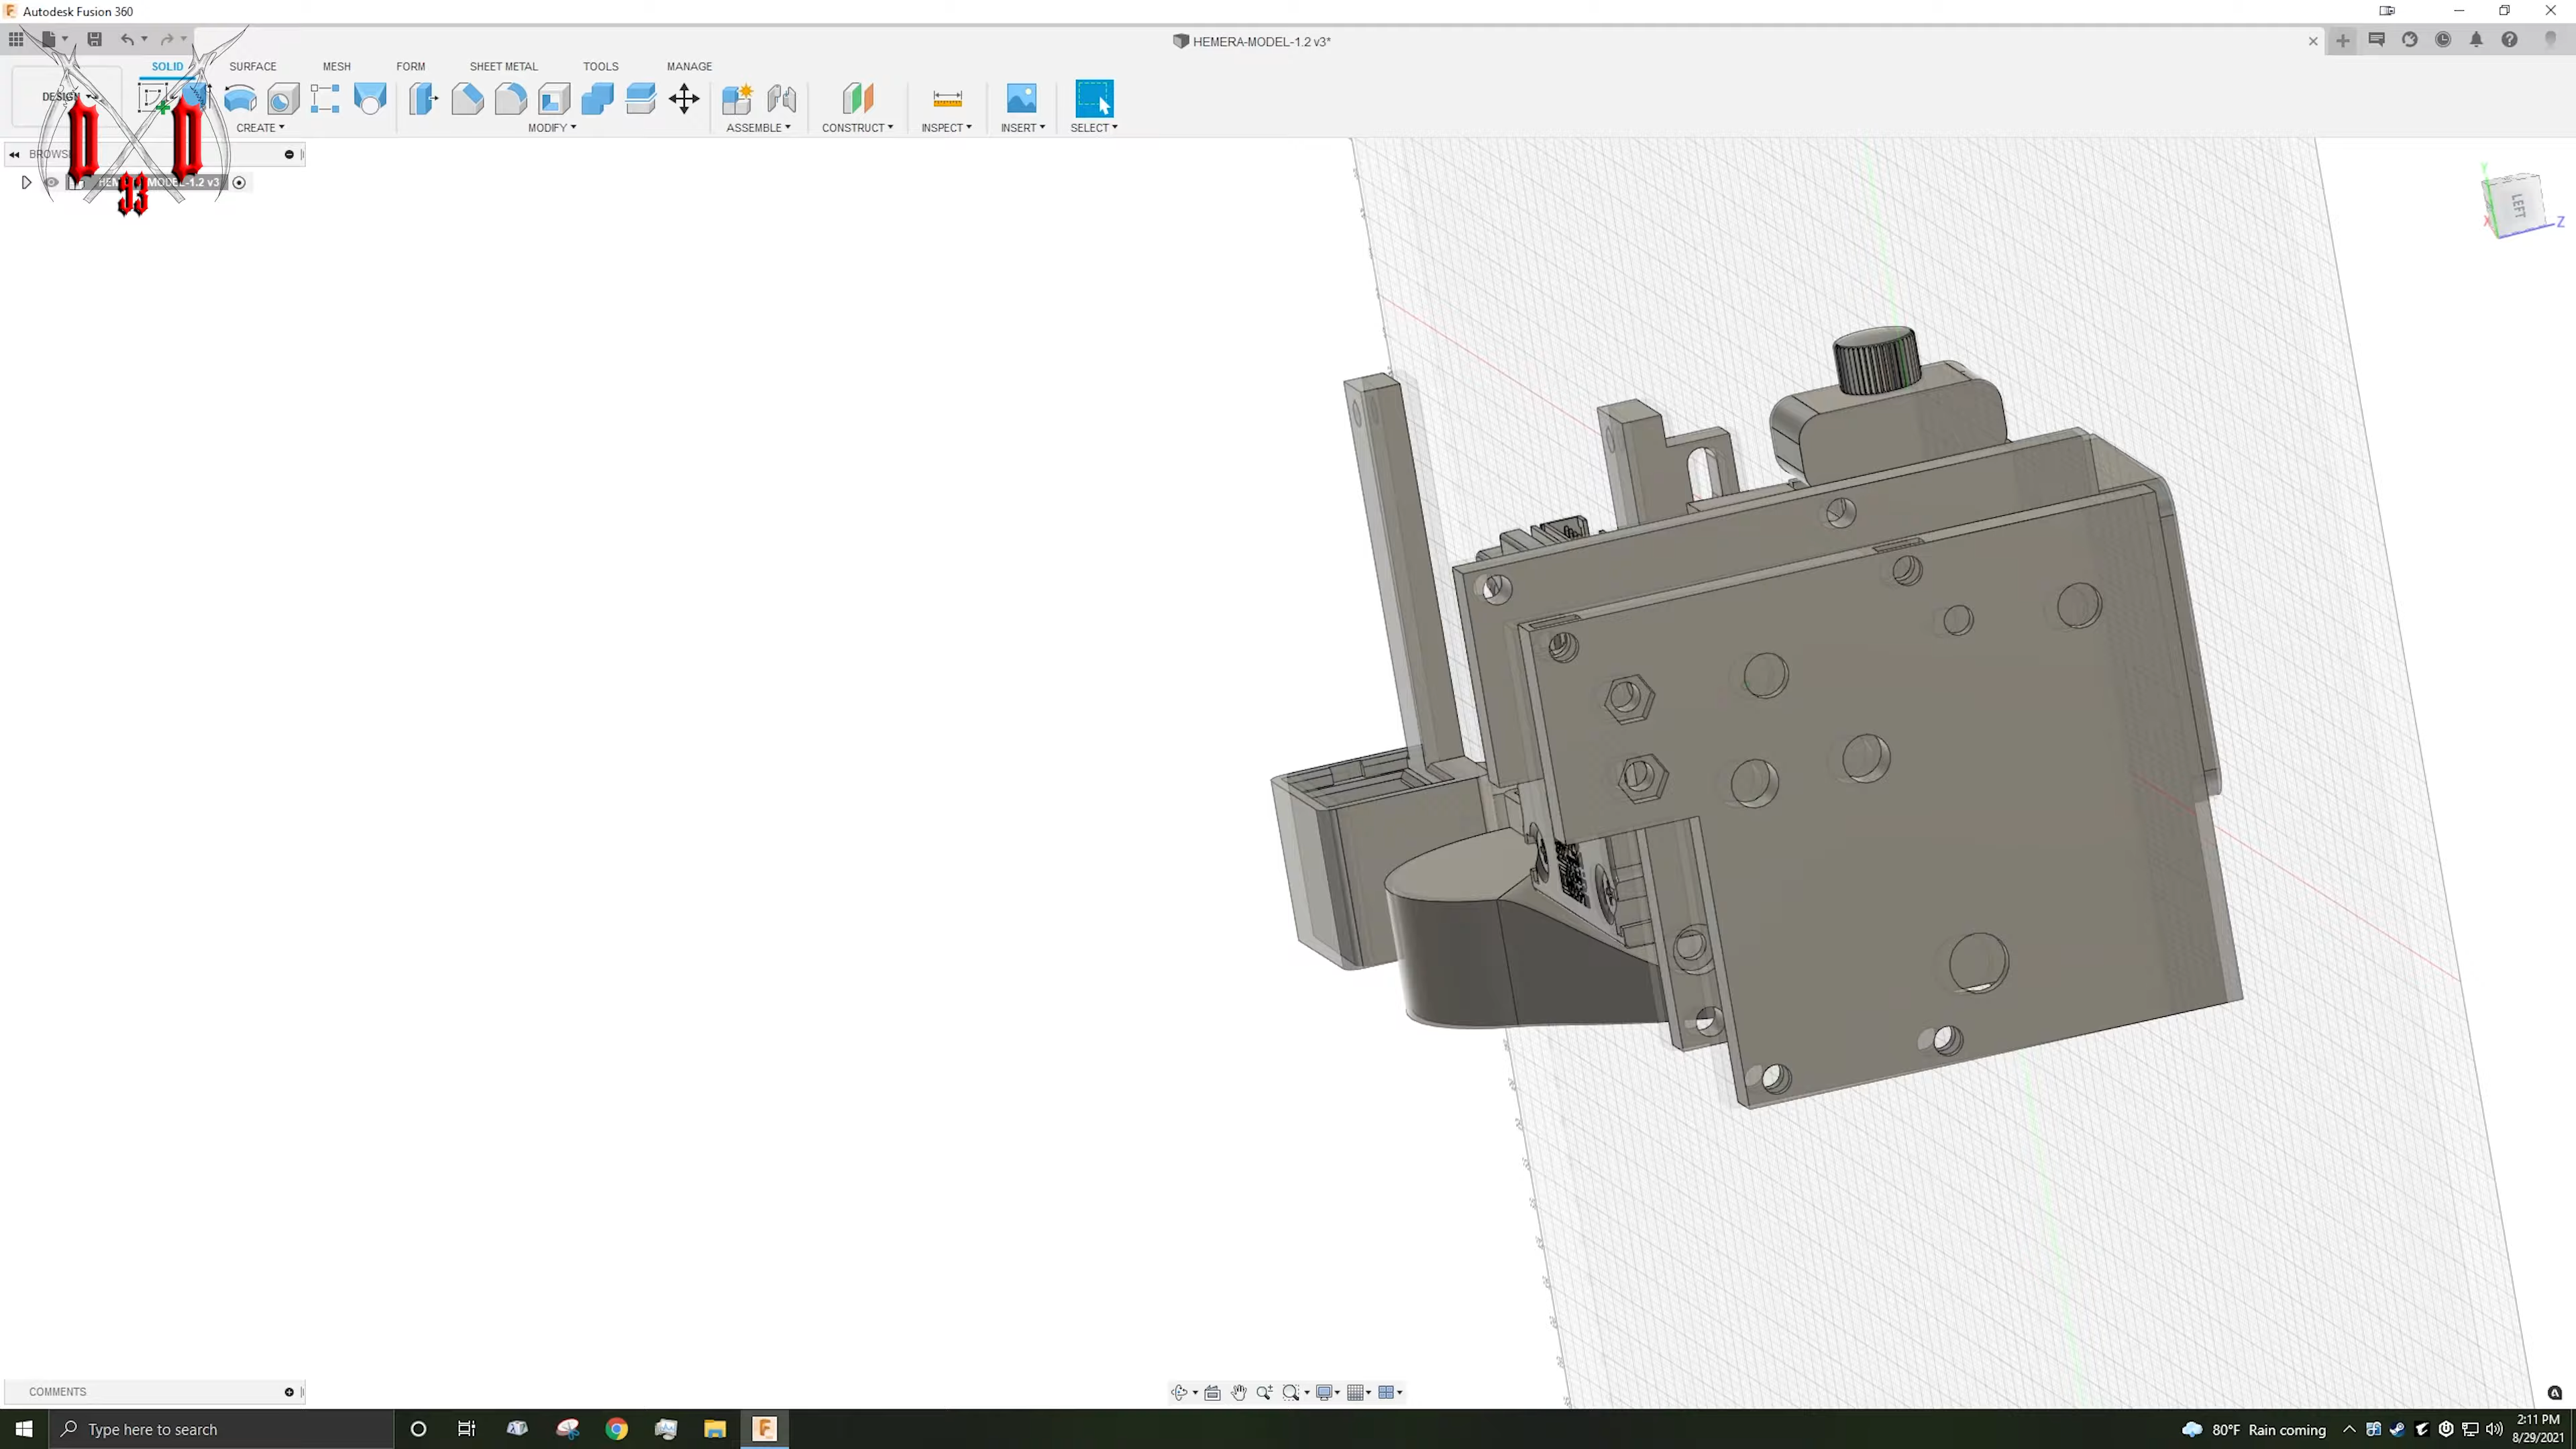 Autodesk Fusion 360
HEMERA-MODEL-1.2 v3*
SOLID SURFACE MESH FORM SHEET METAL TOOLS MANAGE
DESIGN
CREATE MODIFY ASSEMBLE CONSTRUCT INSPECT INSERT SELECT
D D
93
MODEL-1.2 v3
LEFT
X Y Z
COMMENTS
Type here to search
80°F Rain coming
2:11 PM
8/29/2021